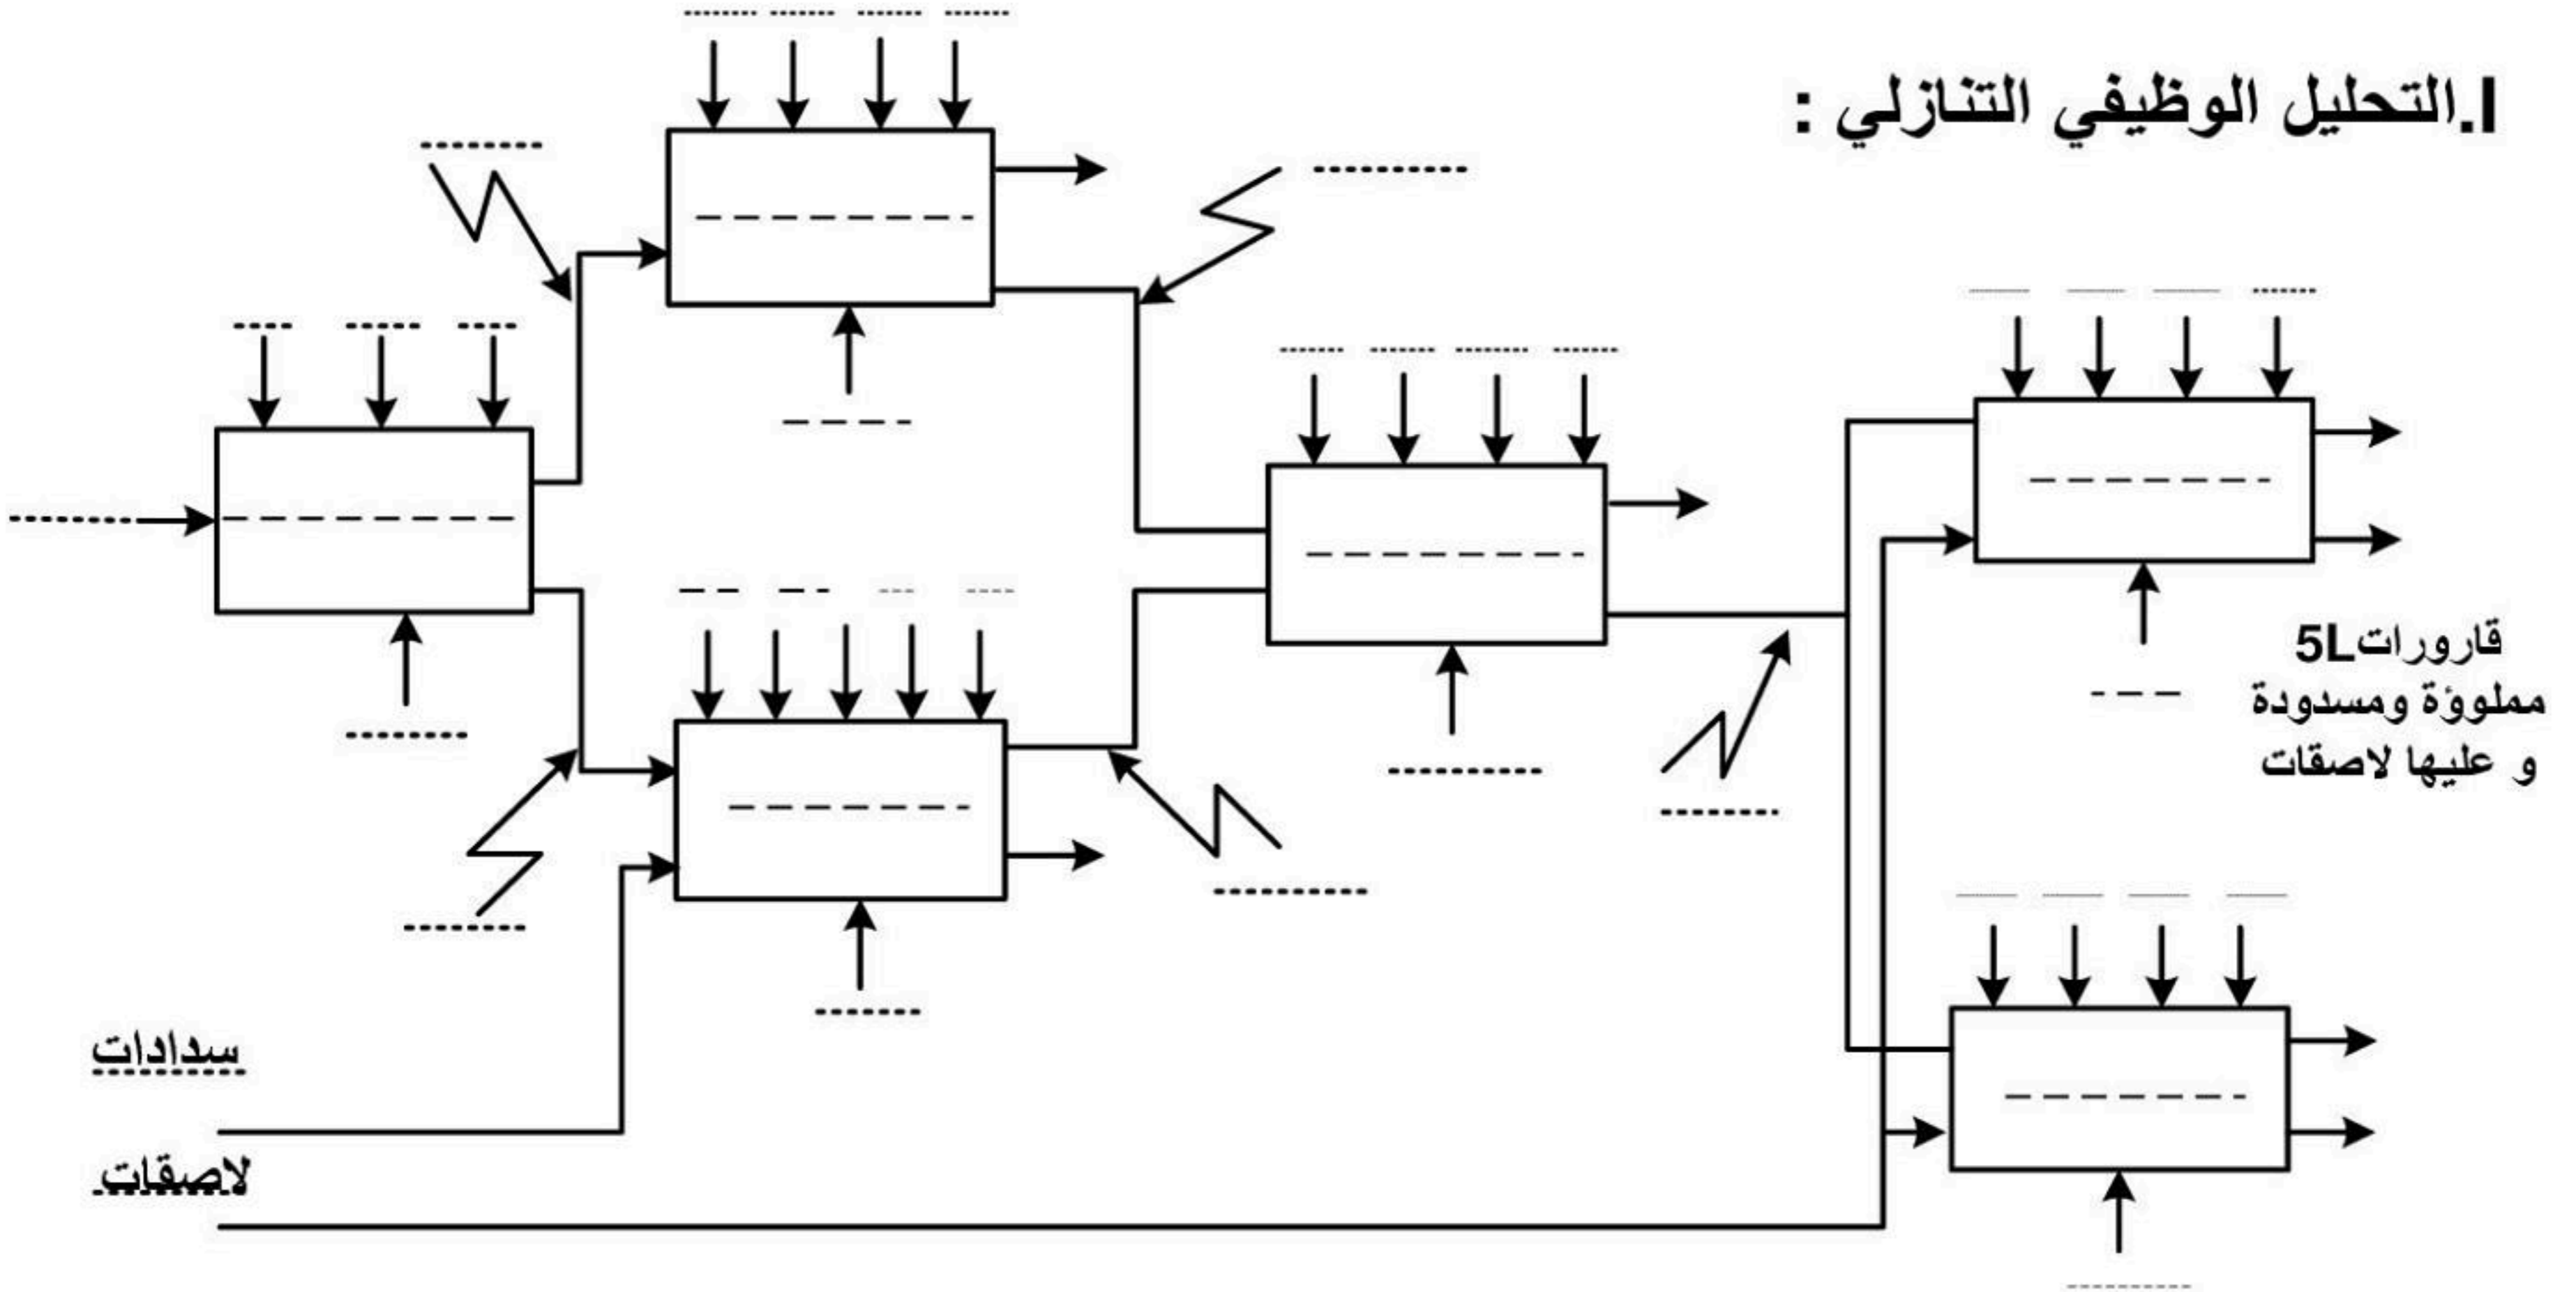 I.التحليل الوظيفي التنازلي :
قارورات5L
مملوؤة ومسدودة
و عليها لاصقات
سدادات
لاصقات